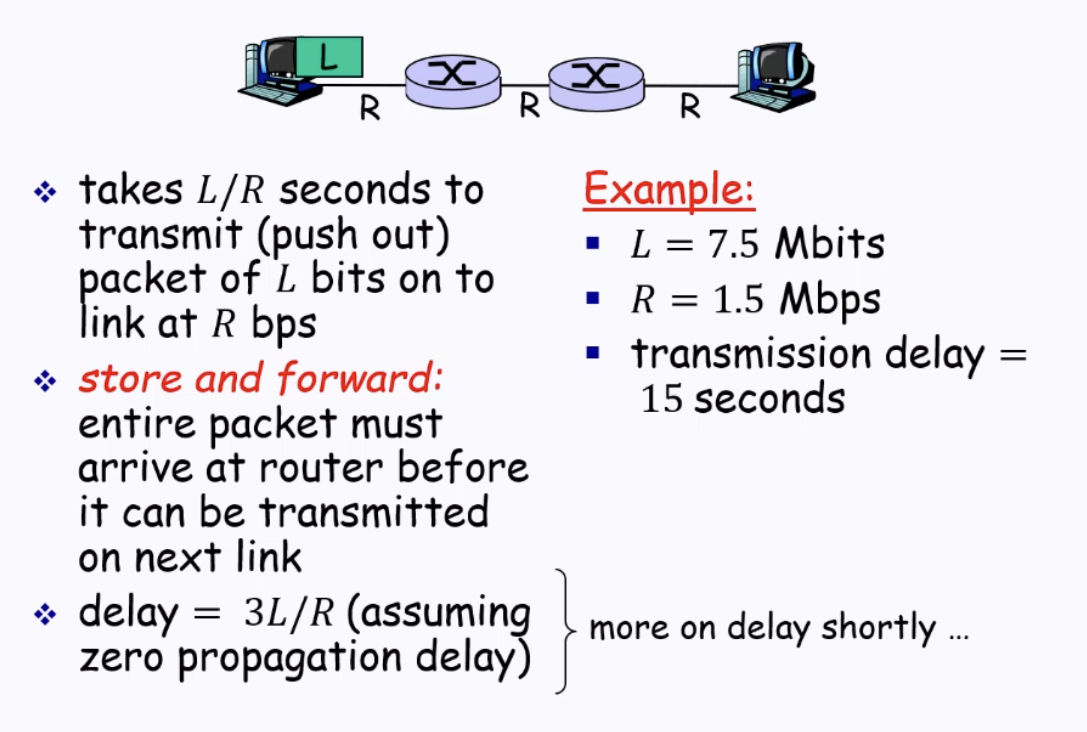 L
R R R
takes L/R seconds to
transmit (push out)
packet of L bits on to
link at R bps
store and forward:
entire packet must
arrive at router before
it can be transmitted
on next link
delay = 3L/R (assuming
zero propagation delay)
Example:
L = 7.5 Mbits
R = 1.5 Mbps
transmission delay =
15 seconds
more on delay shortly ...